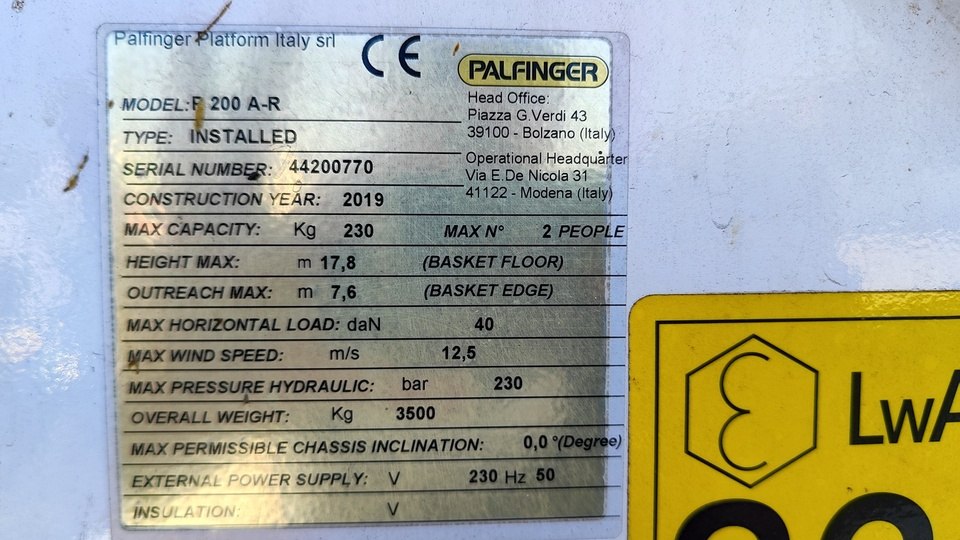 Palfinger Platform Italy srl
CE
PALFINGER
MODEL: P 200 A-R
Head Office:
Piazza G.Verdi 43
39100 - Bolzano (Italy)
TYPE: INSTALLED
SERIAL NUMBER: 44200770
Operational Headquarter
Via E.De Nicola 31
41122 - Modena (Italy)
CONSTRUCTION YEAR: 2019
MAX CAPACITY: Kg 230 MAX N° 2 PEOPLE
HEIGHT MAX: m 17,8 (BASKET FLOOR)
OUTREACH MAX: m 7,6 (BASKET EDGE)
MAX HORIZONTAL LOAD: daN 40
MAX WIND SPEED: m/s 12,5
MAX PRESSURE HYDRAULIC: bar 230
OVERALL WEIGHT: Kg 3500
MAX PERMISSIBLE CHASSIS INCLINATION: 0,0 °(Degree)
EXTERNAL POWER SUPPLY: V 230 Hz 50
INSULATION: V
LwA